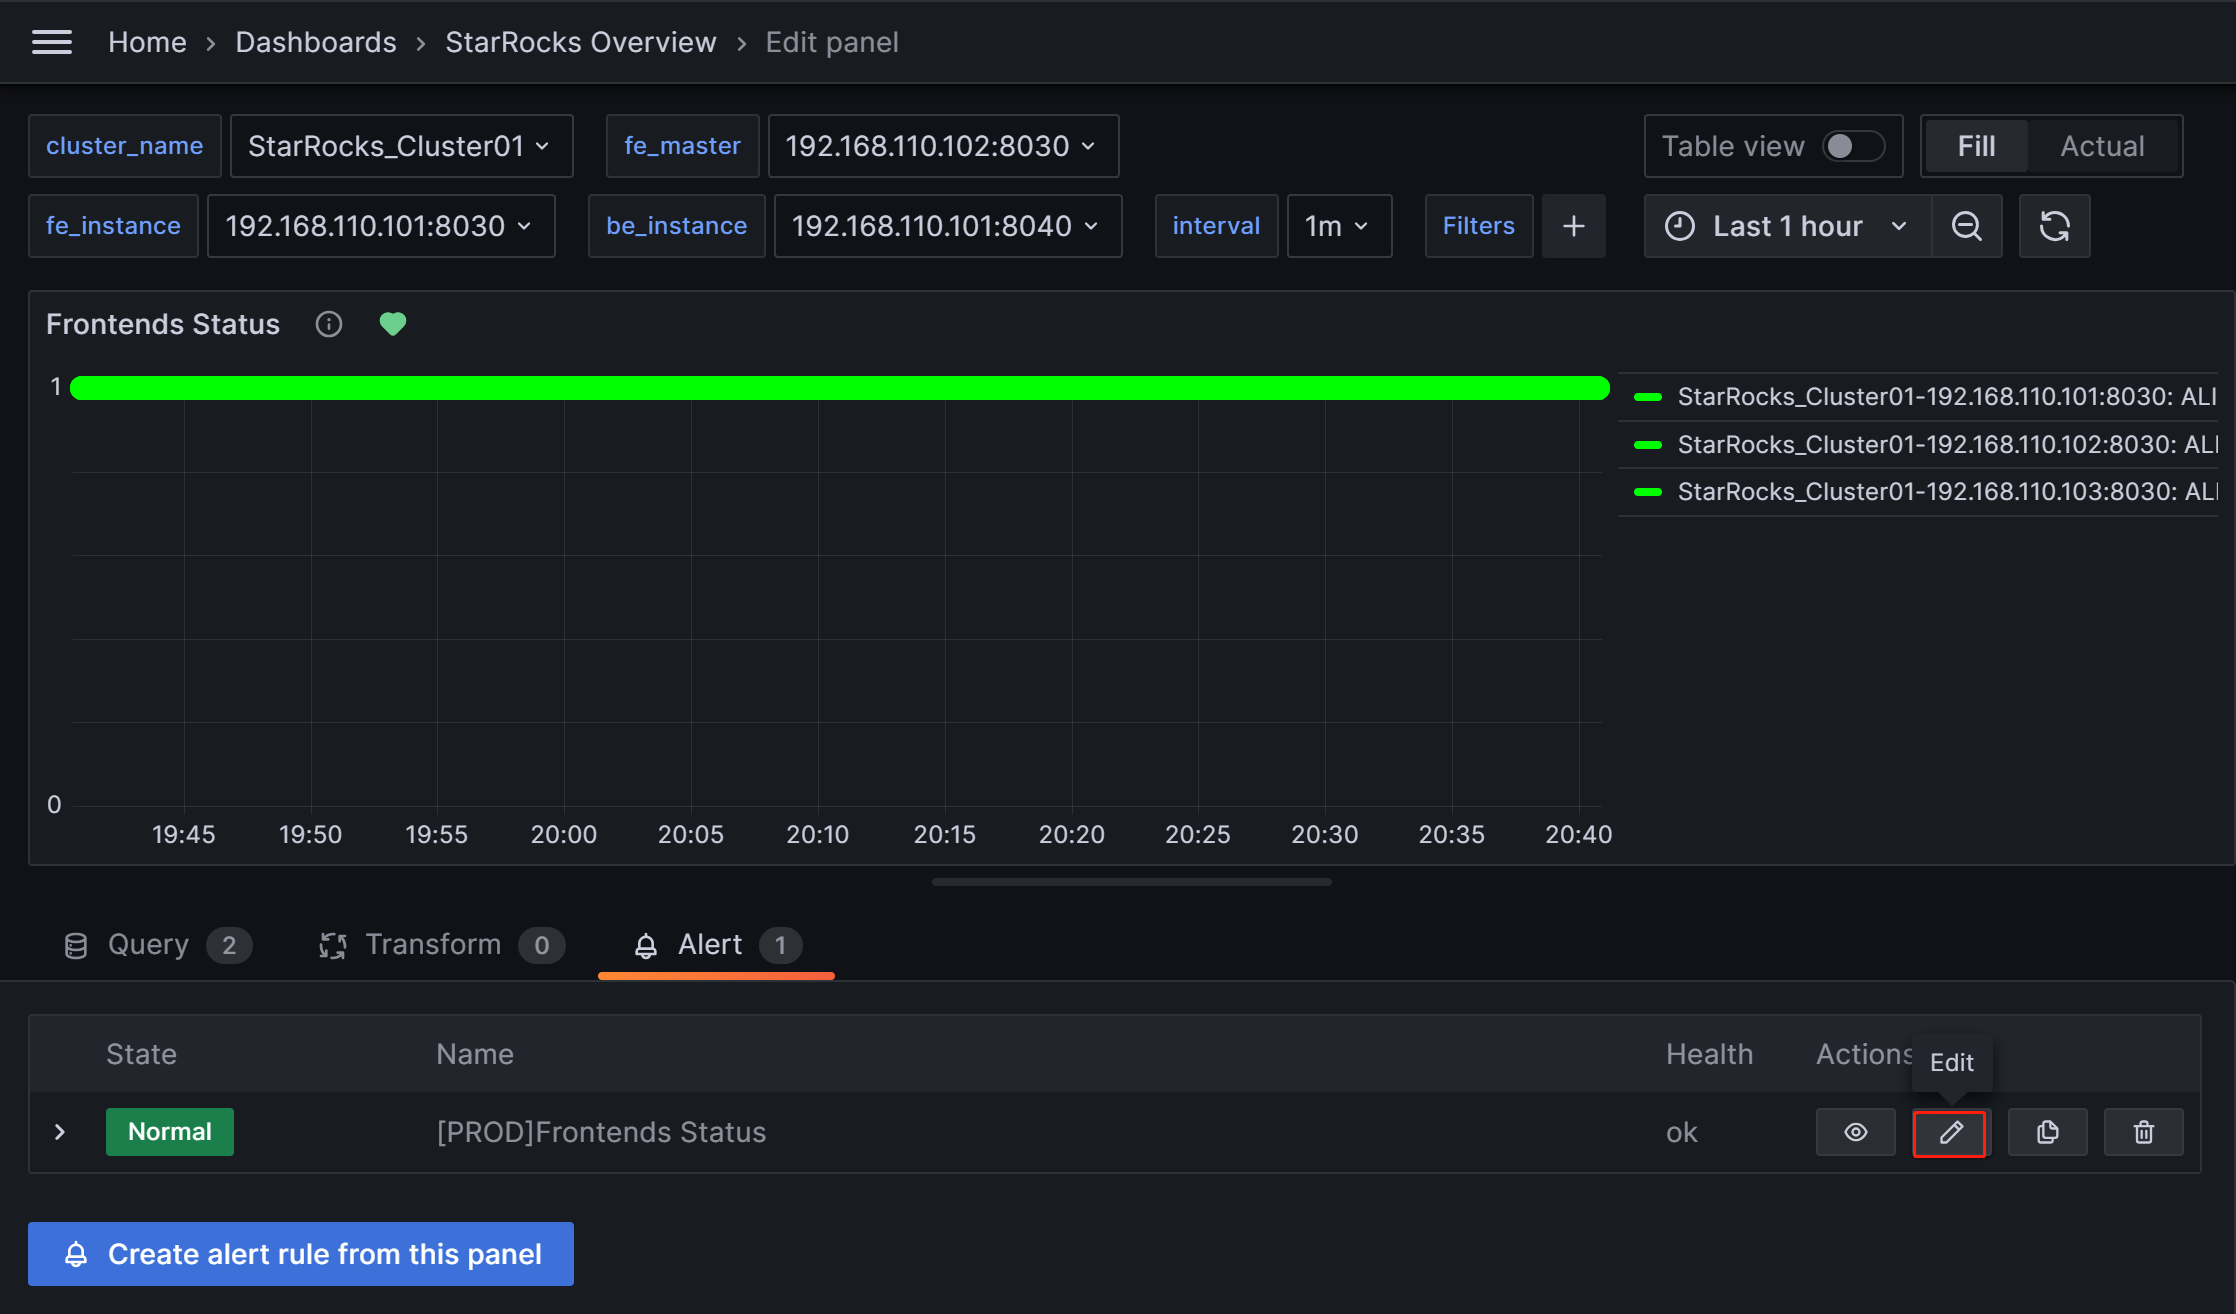 Home › Dashboards › StarRocks Overview › Edit panel
cluster_name StarRocks_Cluster01 fe_master 192.168.110.102:8030 Table view Fill Actual
fe_instance 192.168.110.101:8030 be_instance 192.168.110.101:8040 interval 1m Filters + Last 1 hour
Frontends Status
1
0
19:45 19:50 19:55 20:00 20:05 20:10 20:15 20:20 20:25 20:30 20:35 20:40
StarRocks_Cluster01-192.168.110.101:8030: ALI
StarRocks_Cluster01-192.168.110.102:8030: ALI
StarRocks_Cluster01-192.168.110.103:8030: ALI
Query 2 Transform 0 Alert 1
State Name Health Actions
Edit
Normal [PROD]Frontends Status ok
Create alert rule from this panel